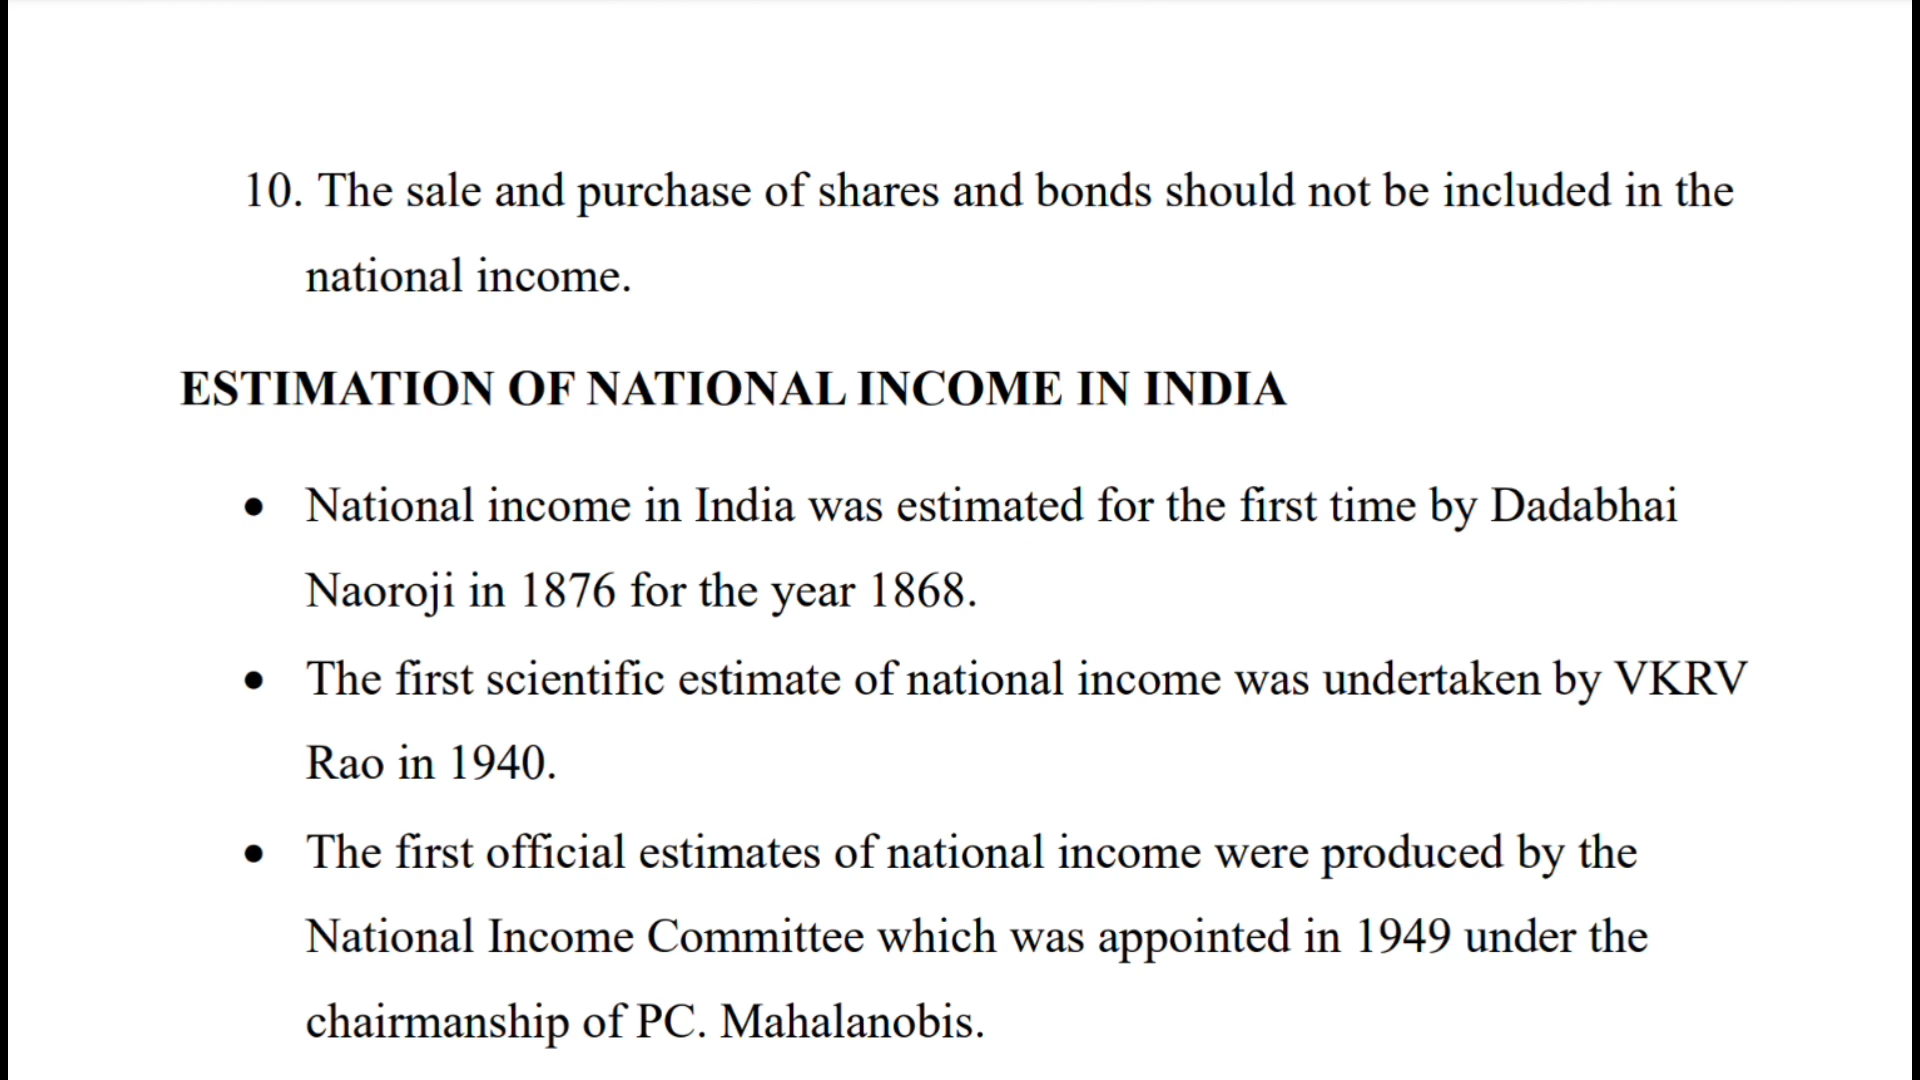 10. The sale and purchase of shares and bonds should not be included in the
national income.
ESTIMATION OF NATIONAL INCOME IN INDIA
• National income in India was estimated for the first time by Dadabhai
Naoroji in 1876 for the year 1868.
• The first scientific estimate of national income was undertaken by VKRV
Rao in 1940.
• The first official estimates of national income were produced by the
National Income Committee which was appointed in 1949 under the
chairmanship of PC. Mahalanobis.